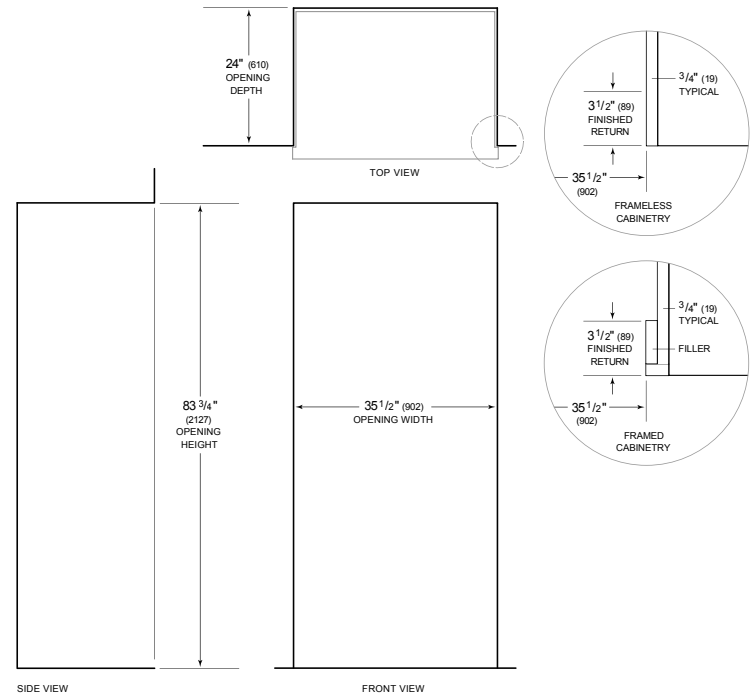 24" (610)
OPENING
DEPTH
TOP VIEW
3/4" (19)
TYPICAL
3 1/2" (89)
FINISHED
RETURN
35 1/2"
(902)
FRAMELESS
CABINETRY
3/4" (19)
TYPICAL
3 1/2" (89)
FINISHED
RETURN
FILLER
35 1/2"
(902)
FRAMED
CABINETRY
83 3/4"
(2127)
OPENING
HEIGHT
35 1/2" (902)
OPENING WIDTH
SIDE VIEW
FRONT VIEW